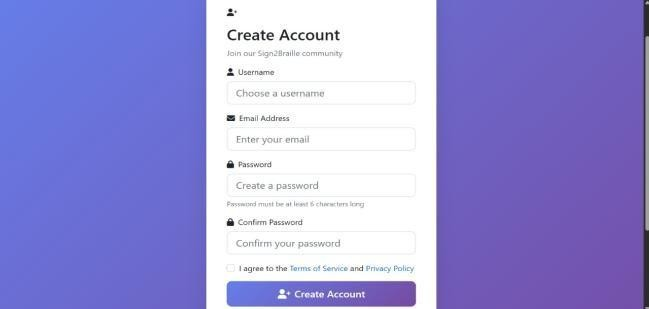 Create Account
Join our Sign2Braille community
Username
Choose a username
Email Address
Enter your email
Password
Create a password
Password must be at least 6 characters long
Confirm Password
Confirm your password
I agree to the Terms of Service and Privacy Policy
Create Account